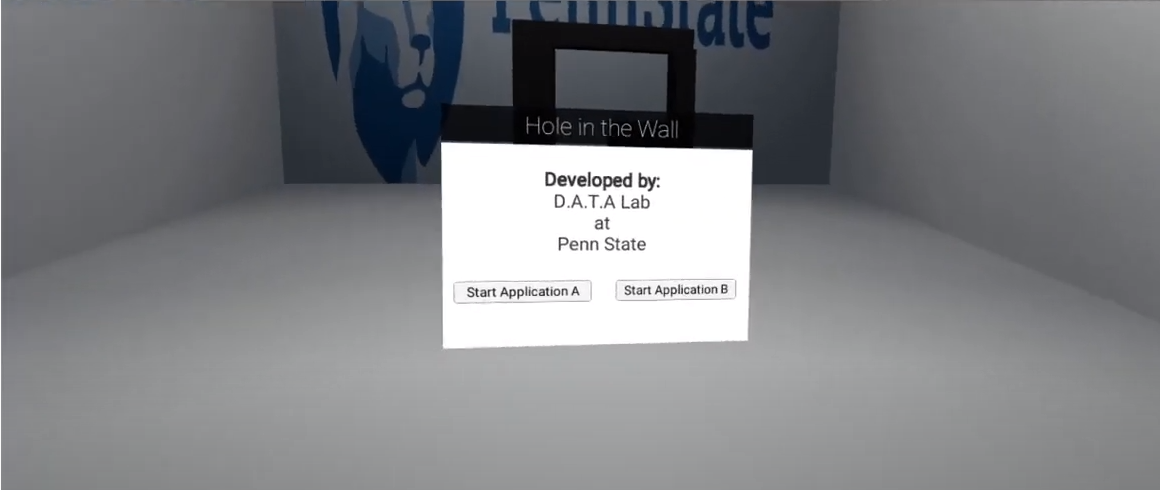 PennState
Hole in the Wall
Developed by:
D.A.T.A Lab
at
Penn State
Start Application A
Start Application B